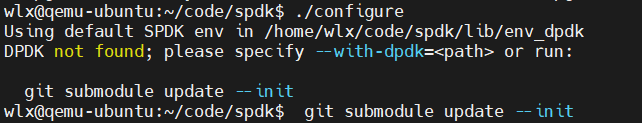 wlx@qemu-ubuntu:~/code/spdk$ ./configure
Using default SPDK env in /home/wlx/code/spdk/lib/env_dpdk
DPDK not found; please specify --with-dpdk=<path> or run:
git submodule update --init
wlx@qemu-ubuntu:~/code/spdk$  git submodule update --init